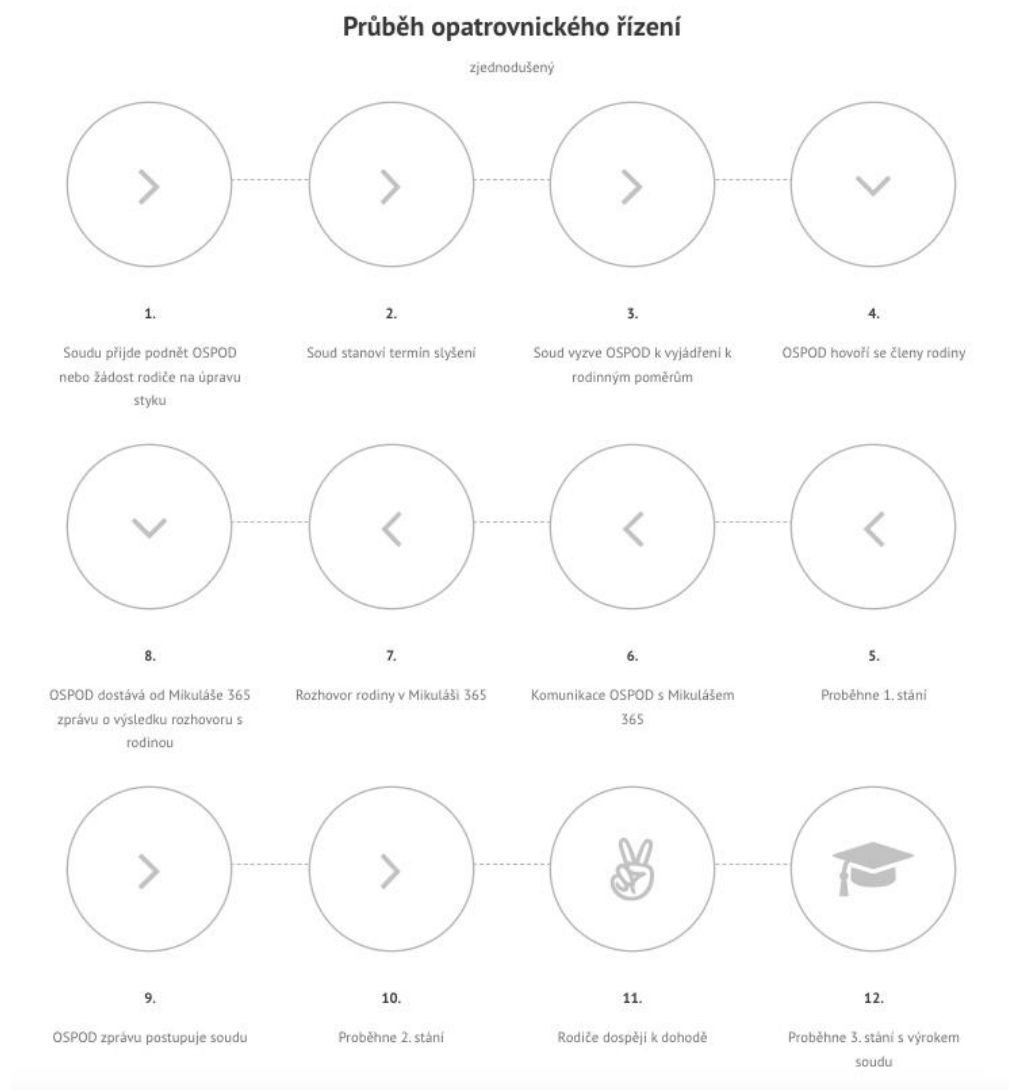 Průběh opatrovnického řízení
zjednodušený
1.
Soudu přijde podnět OSPOD
nebo žádost rodiče na úpravu
styku
2.
Soud stanoví termín slyšení
3.
Soud vyzve OSPOD k vyjádření k
rodinným poměrům
4.
OSPOD hovoří se členy rodiny
8.
OSPOD dostává od Mikuláše 365
zprávu o výsledku rozhovoru s
rodinou
7.
Rozhovor rodiny v Mikuláši 365
6.
Komunikace OSPOD s Mikulášem
365
5.
Proběhne 1. stání
9.
OSPOD zprávu postupuje soudu
10.
Proběhne 2. stání
11.
Rodiče dospějí k dohodě
12.
Proběhne 3. stání s výrokem
soudu